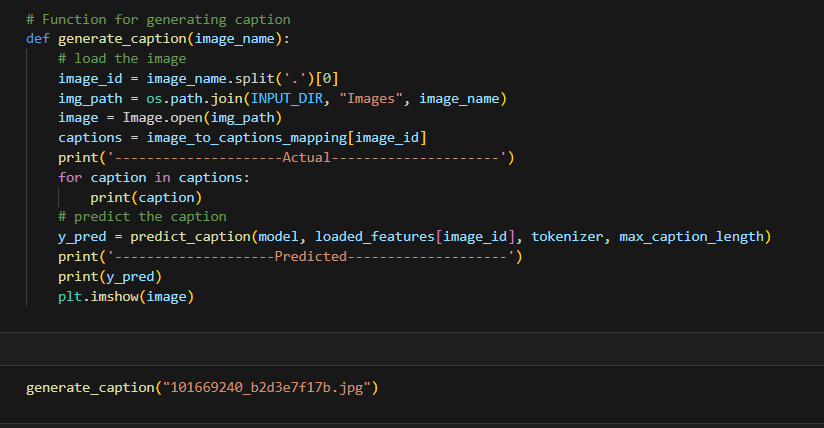 # Function for generating caption
def generate_caption(image_name):
    # load the image
    image_id = image_name.split('.')[0]
    img_path = os.path.join(INPUT_DIR, "Images", image_name)
    image = Image.open(img_path)
    captions = image_to_captions_mapping[image_id]
    print('---------------------Actual---------------------')
    for caption in captions:
        print(caption)
    # predict the caption
    y_pred = predict_caption(model, loaded_features[image_id], tokenizer, max_caption_length)
    print('--------------------Predicted--------------------')
    print(y_pred)
    plt.imshow(image)
generate_caption("101669240_b2d3e7f17b.jpg")